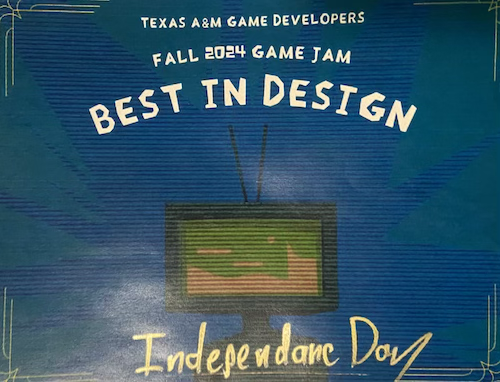 TEXAS A&M GAME DEVELOPERS
FALL 2024 GAME JAM
BEST IN DESIGN
Independanc Day